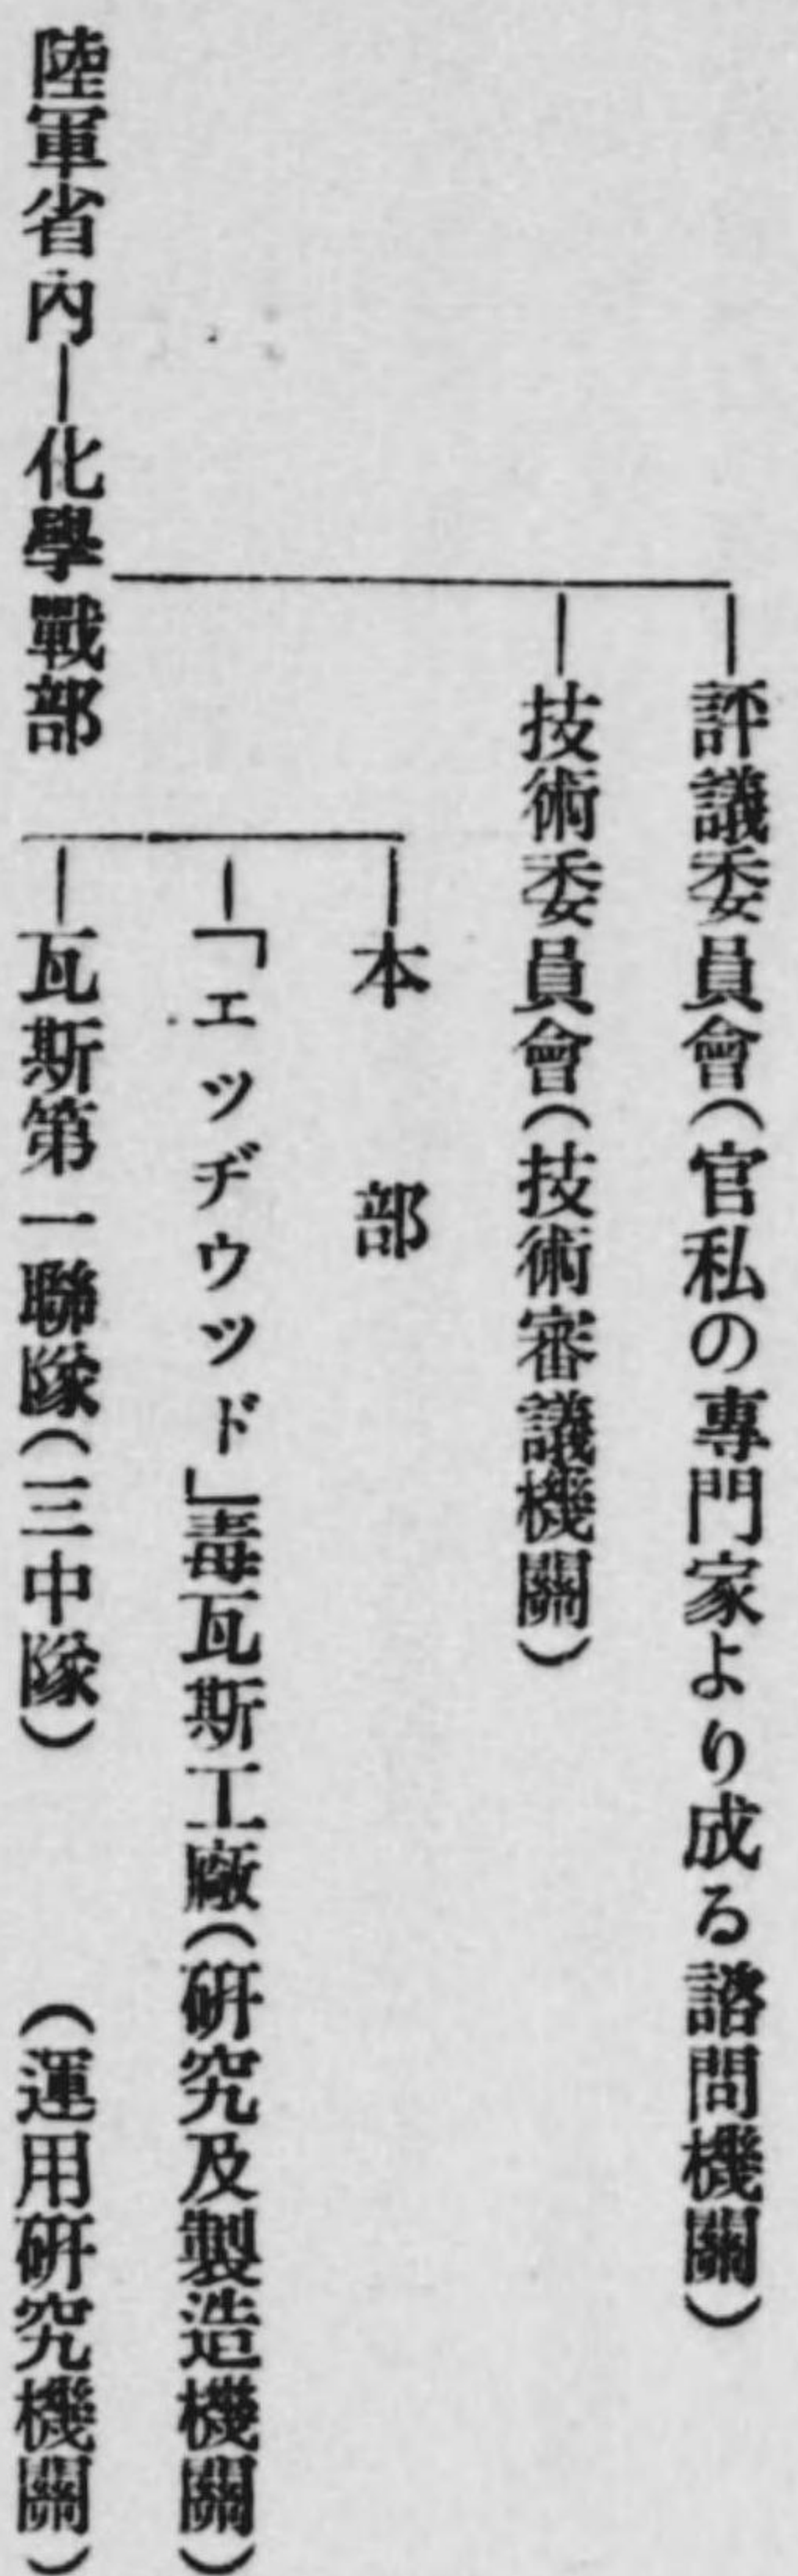 評議委員會（官私の專門家より成る諮問機關）
技術委員會（技術審議機關）
本　部
「エッヂウッド」毒瓦斯工廠（硏究及製造機關）
陸軍省內―化學戰部
瓦斯第一聯隊（三中隊）　（運用硏究機關）